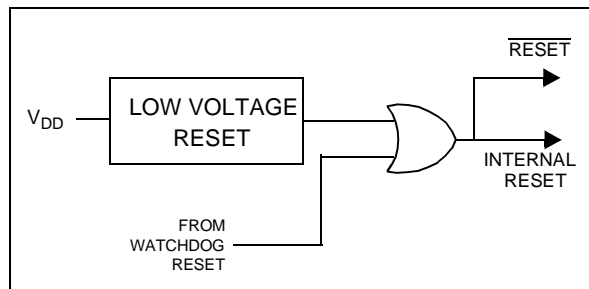 RESET
V_DD
LOW VOLTAGE
RESET
INTERNAL
RESET
FROM
WATCHDOG
RESET